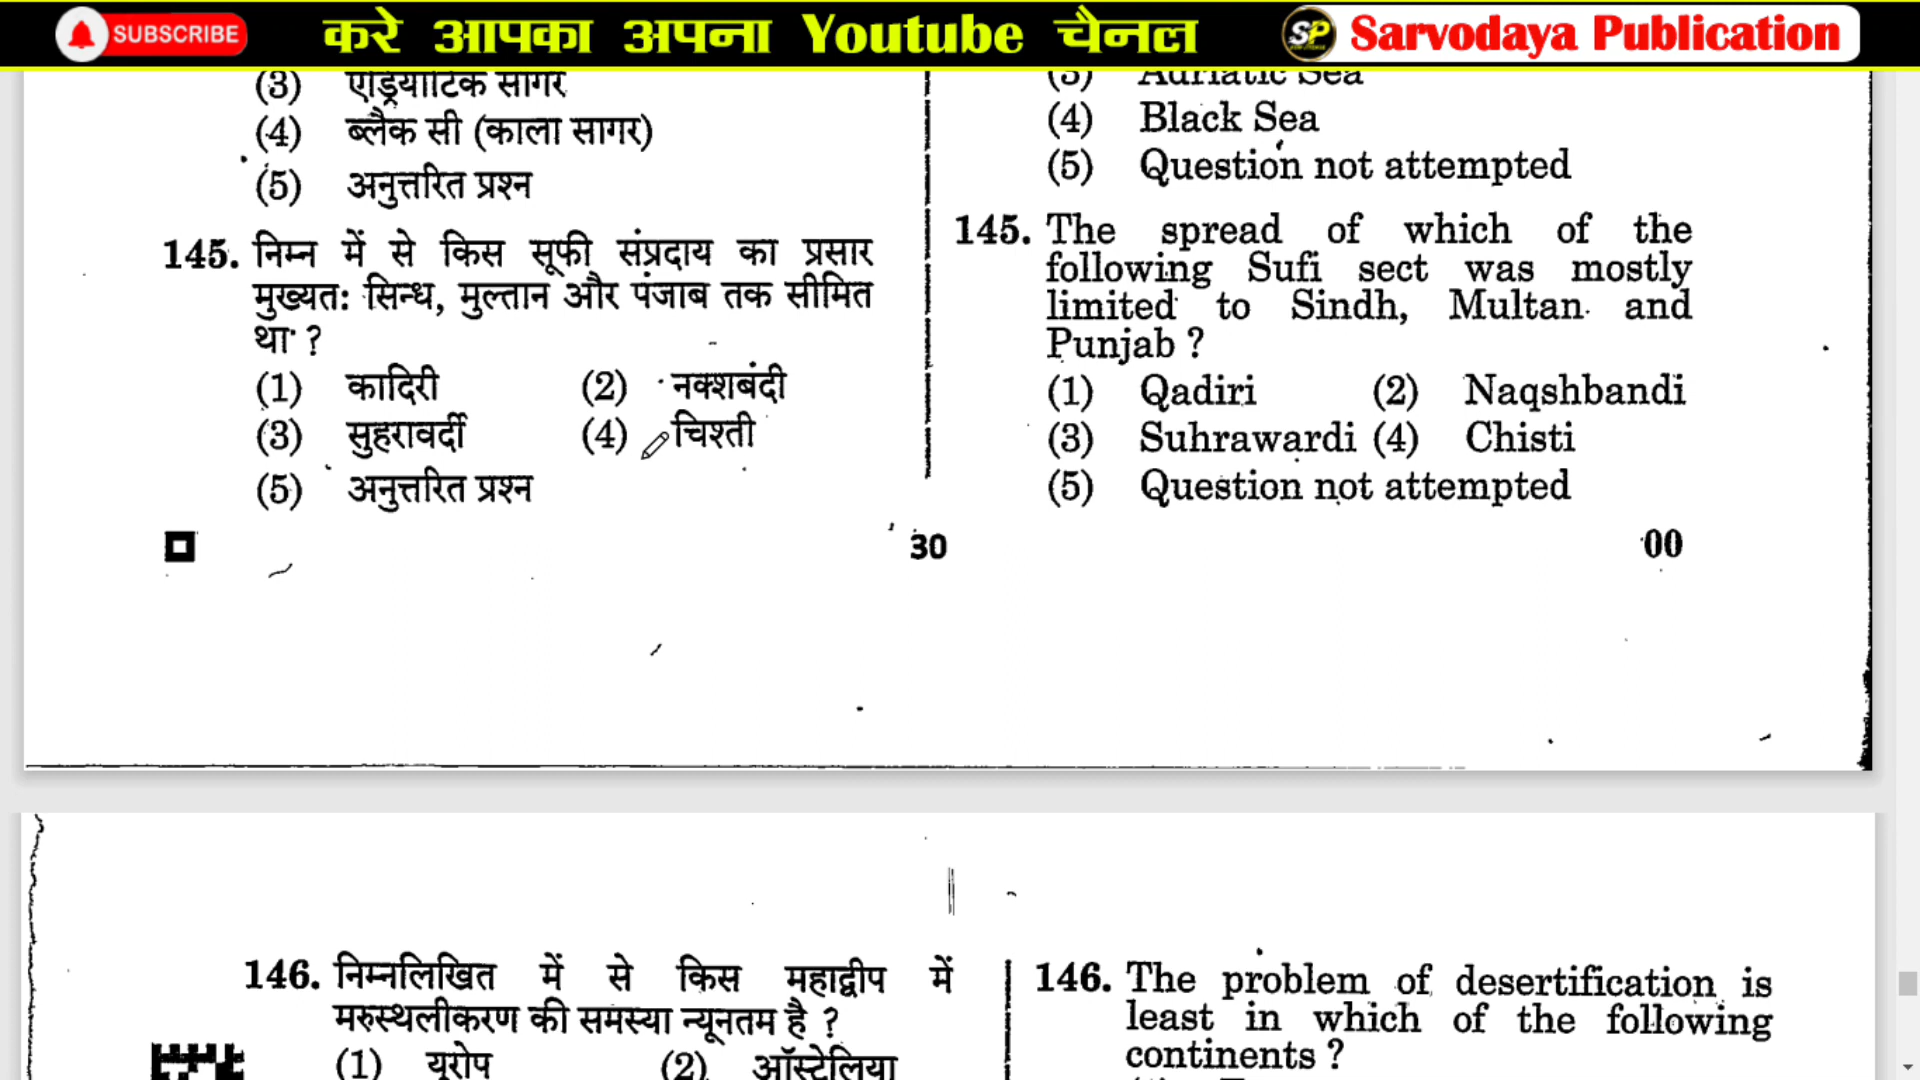 SUBSCRIBE करे आपका अपना Youtube चैनल SP Sarvodaya Publication
(3) एड्रियाटिक सागर
(4) ब्लैक सी (काला सागर)
(5) अनुत्तरित प्रश्न
145. निम्न में से किस सूफी संप्रदाय का प्रसार
मुख्यत: सिन्ध, मुल्तान और पंजाब तक सीमित
था ?
(1) कादिरी (2) नक्शबंदी
(3) सुहरावर्दी (4) चिश्ती
(5) अनुत्तरित प्रश्न
(3) Adriatic Sea
(4) Black Sea
(5) Question not attempted
145. The spread of which of the
following Sufi sect was mostly
limited to Sindh, Multan and
Punjab ?
(1) Qadiri (2) Naqshbandi
(3) Suhrawardi (4) Chisti
(5) Question not attempted
30 00
146. निम्नलिखित में से किस महाद्वीप में
मरुस्थलीकरण की समस्या न्यूनतम है ?
(1) यूरोप (2) ऑस्ट्रेलिया
146. The problem of desertification is
least in which of the following
continents ?